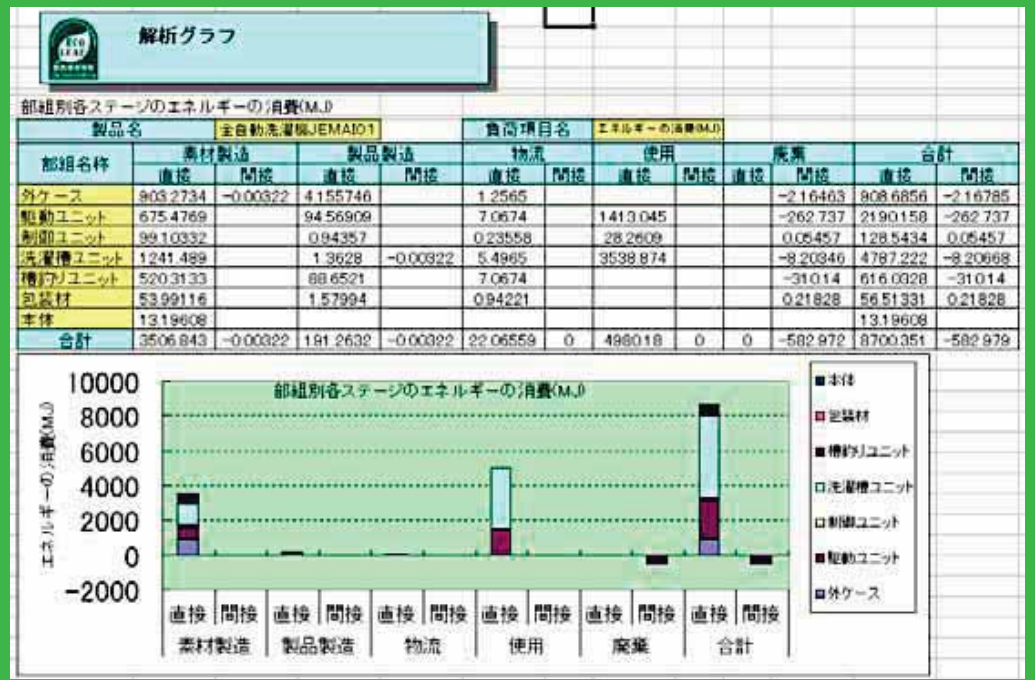 ECO LEAF
解析グラフ
部組別各ステージのエネルギーの消費(MJ)
製品名 全自動洗濯機JEMAI01 負荷項目名 エネルギーの消費(MJ)
部組名称 素材製造 製品製造 物流 使用 廃棄 合計
直接 間接 直接 間接 直接 間接 直接 間接 直接 間接 直接 間接
外ケース 903.2734 -0.00322 4.155746 1.2565 -2.16463 908.6856 -2.16785
駆動ユニット 675.4769 94.56909 7.0674 1413.045 -262.737 2190.158 -262.737
制御ユニット 99.10332 0.94357 0.23558 28.2609 0.05457 128.5434 0.05457
洗濯槽ユニット 1241.489 1.3628 -0.00322 5.4965 3538.874 -8.20346 4787.222 -8.20668
槽釣りユニット 520.3133 88.6521 7.0674 -310.14 616.0328 -310.14
包装材 53.99116 1.57994 0.94221 0.21828 56.51331 0.21828
本体 13.19608 13.19608
合計 3506.843 -0.00322 191.2632 -0.00322 22.06559 0 4980.18 0 0 -582.972 8700.351 -582.979
部組別各ステージのエネルギーの消費(MJ)
エネルギーの消費(MJ)
10000
8000
6000
4000
2000
0
-2000
直接 間接 直接 間接 直接 間接 直接 間接 直接 間接 直接 間接
素材製造 製品製造 物流 使用 廃棄 合計
本体
包装材
槽釣りユニット
洗濯槽ユニット
制御ユニット
駆動ユニット
外ケース